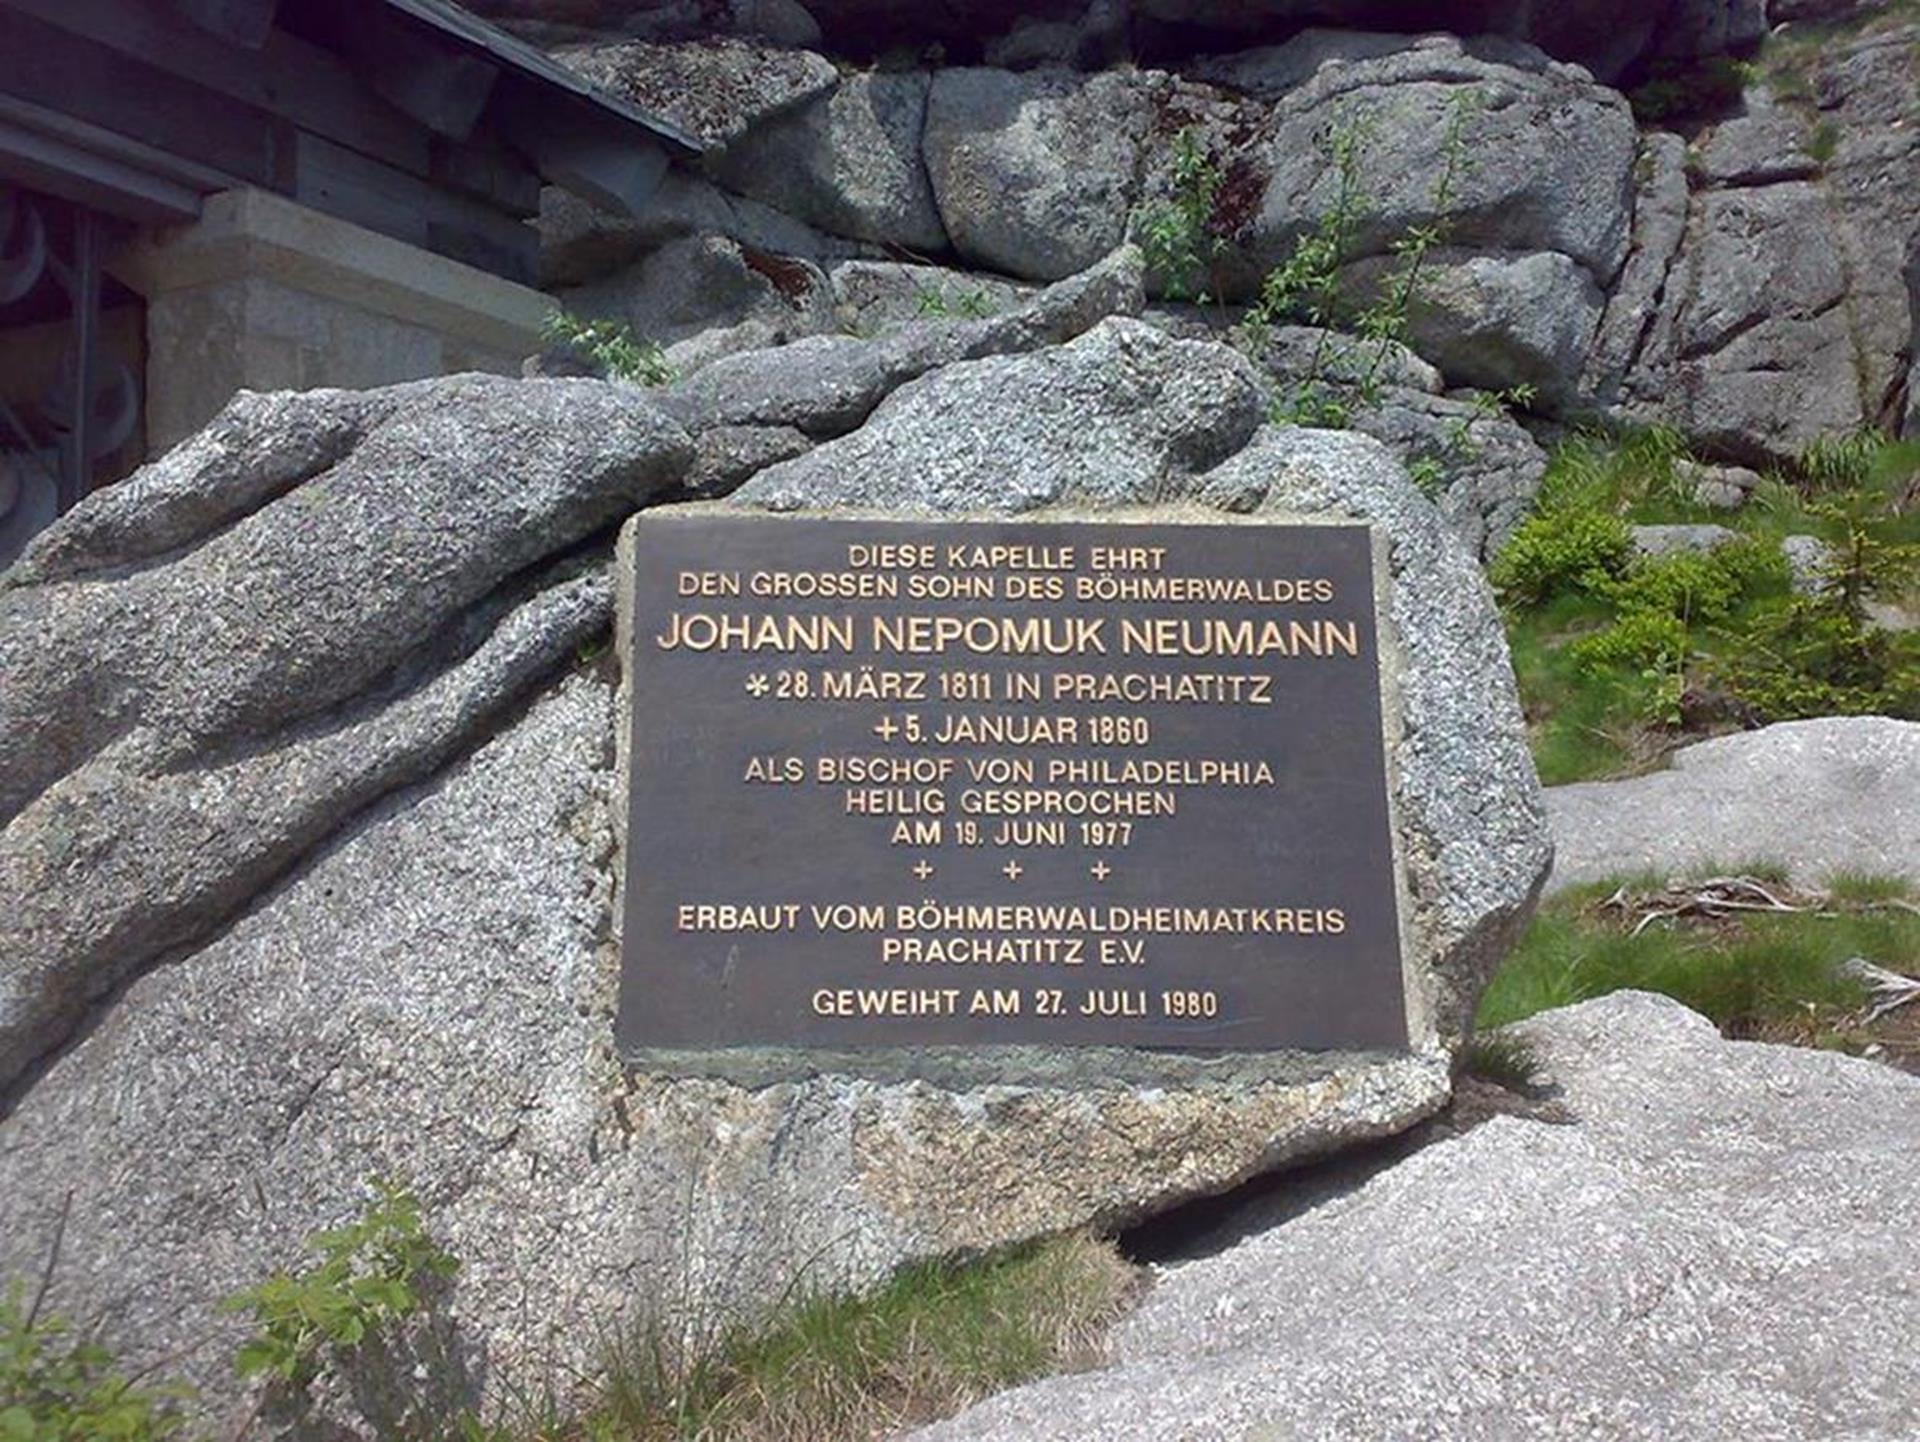 DIESE KAPELLE EHRT
DEN GROSSEN SOHN DES BÖHMERWALDES
JOHANN NEPOMUK NEUMANN
* 28. MÄRZ 1811 IN PRACHATITZ
+ 5. JANUAR 1860
ALS BISCHOF VON PHILADELPHIA
HEILIG GESPROCHEN
AM 19. JUNI 1977
+ + +
ERBAUT VOM BÖHMERWALDHEIMATKREIS
PRACHATITZ E.V.
GEWEIHT AM 27. JULI 1980